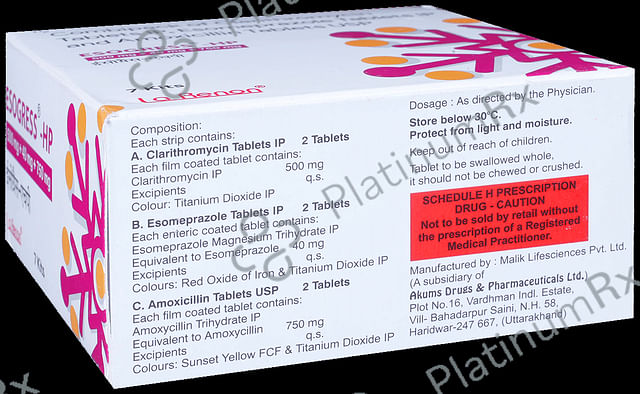 7 Kits
ESOGRESS®-HP
7 Kits
Composition:
Each strip contains:
A. Clarithromycin Tablets IP 2 Tablets
Each film coated tablet contains:
Clarithromycin IP 500 mg
Excipients q.s.
Colour: Titanium Dioxide IP
B. Esomeprazole Tablets IP 2 Tablets
Each enteric coated tablet contains:
Esomeprazole Magnesium Trihydrate IP
Equivalent to Esomeprazole 40 mg
Excipients q.s.
Colours: Red Oxide of Iron & Titanium Dioxide IP
C. Amoxicillin Tablets USP 2 Tablets
Each film coated tablet contains:
Amoxycillin Trihydrate IP
Equivalent to Amoxycillin 750 mg
Excipients q.s.
Colours: Sunset Yellow FCF & Titanium Dioxide IP
Dosage : As directed by the Physician.
Store below 30°C.
Protect from light and moisture.
Keep out of reach of children.
Tablet to be swallowed whole,
it should not be chewed or crushed.
SCHEDULE H PRESCRIPTION
DRUG - CAUTION
Not to be sold by retail without
the prescription of a Registered
Medical Practitioner.
Manufactured by : Malik Lifesciences Pvt. Ltd.
(A subsidiary of
Akums Drugs & Pharmaceuticals Ltd.)
Plot No.16, Vardhman Indl. Estate,
Vill- Bahadarpur Saini, N.H. 58,
Haridwar-247 667, (Uttarakhand)
PlatinumRx
PlatinumRx
PlatinumRx